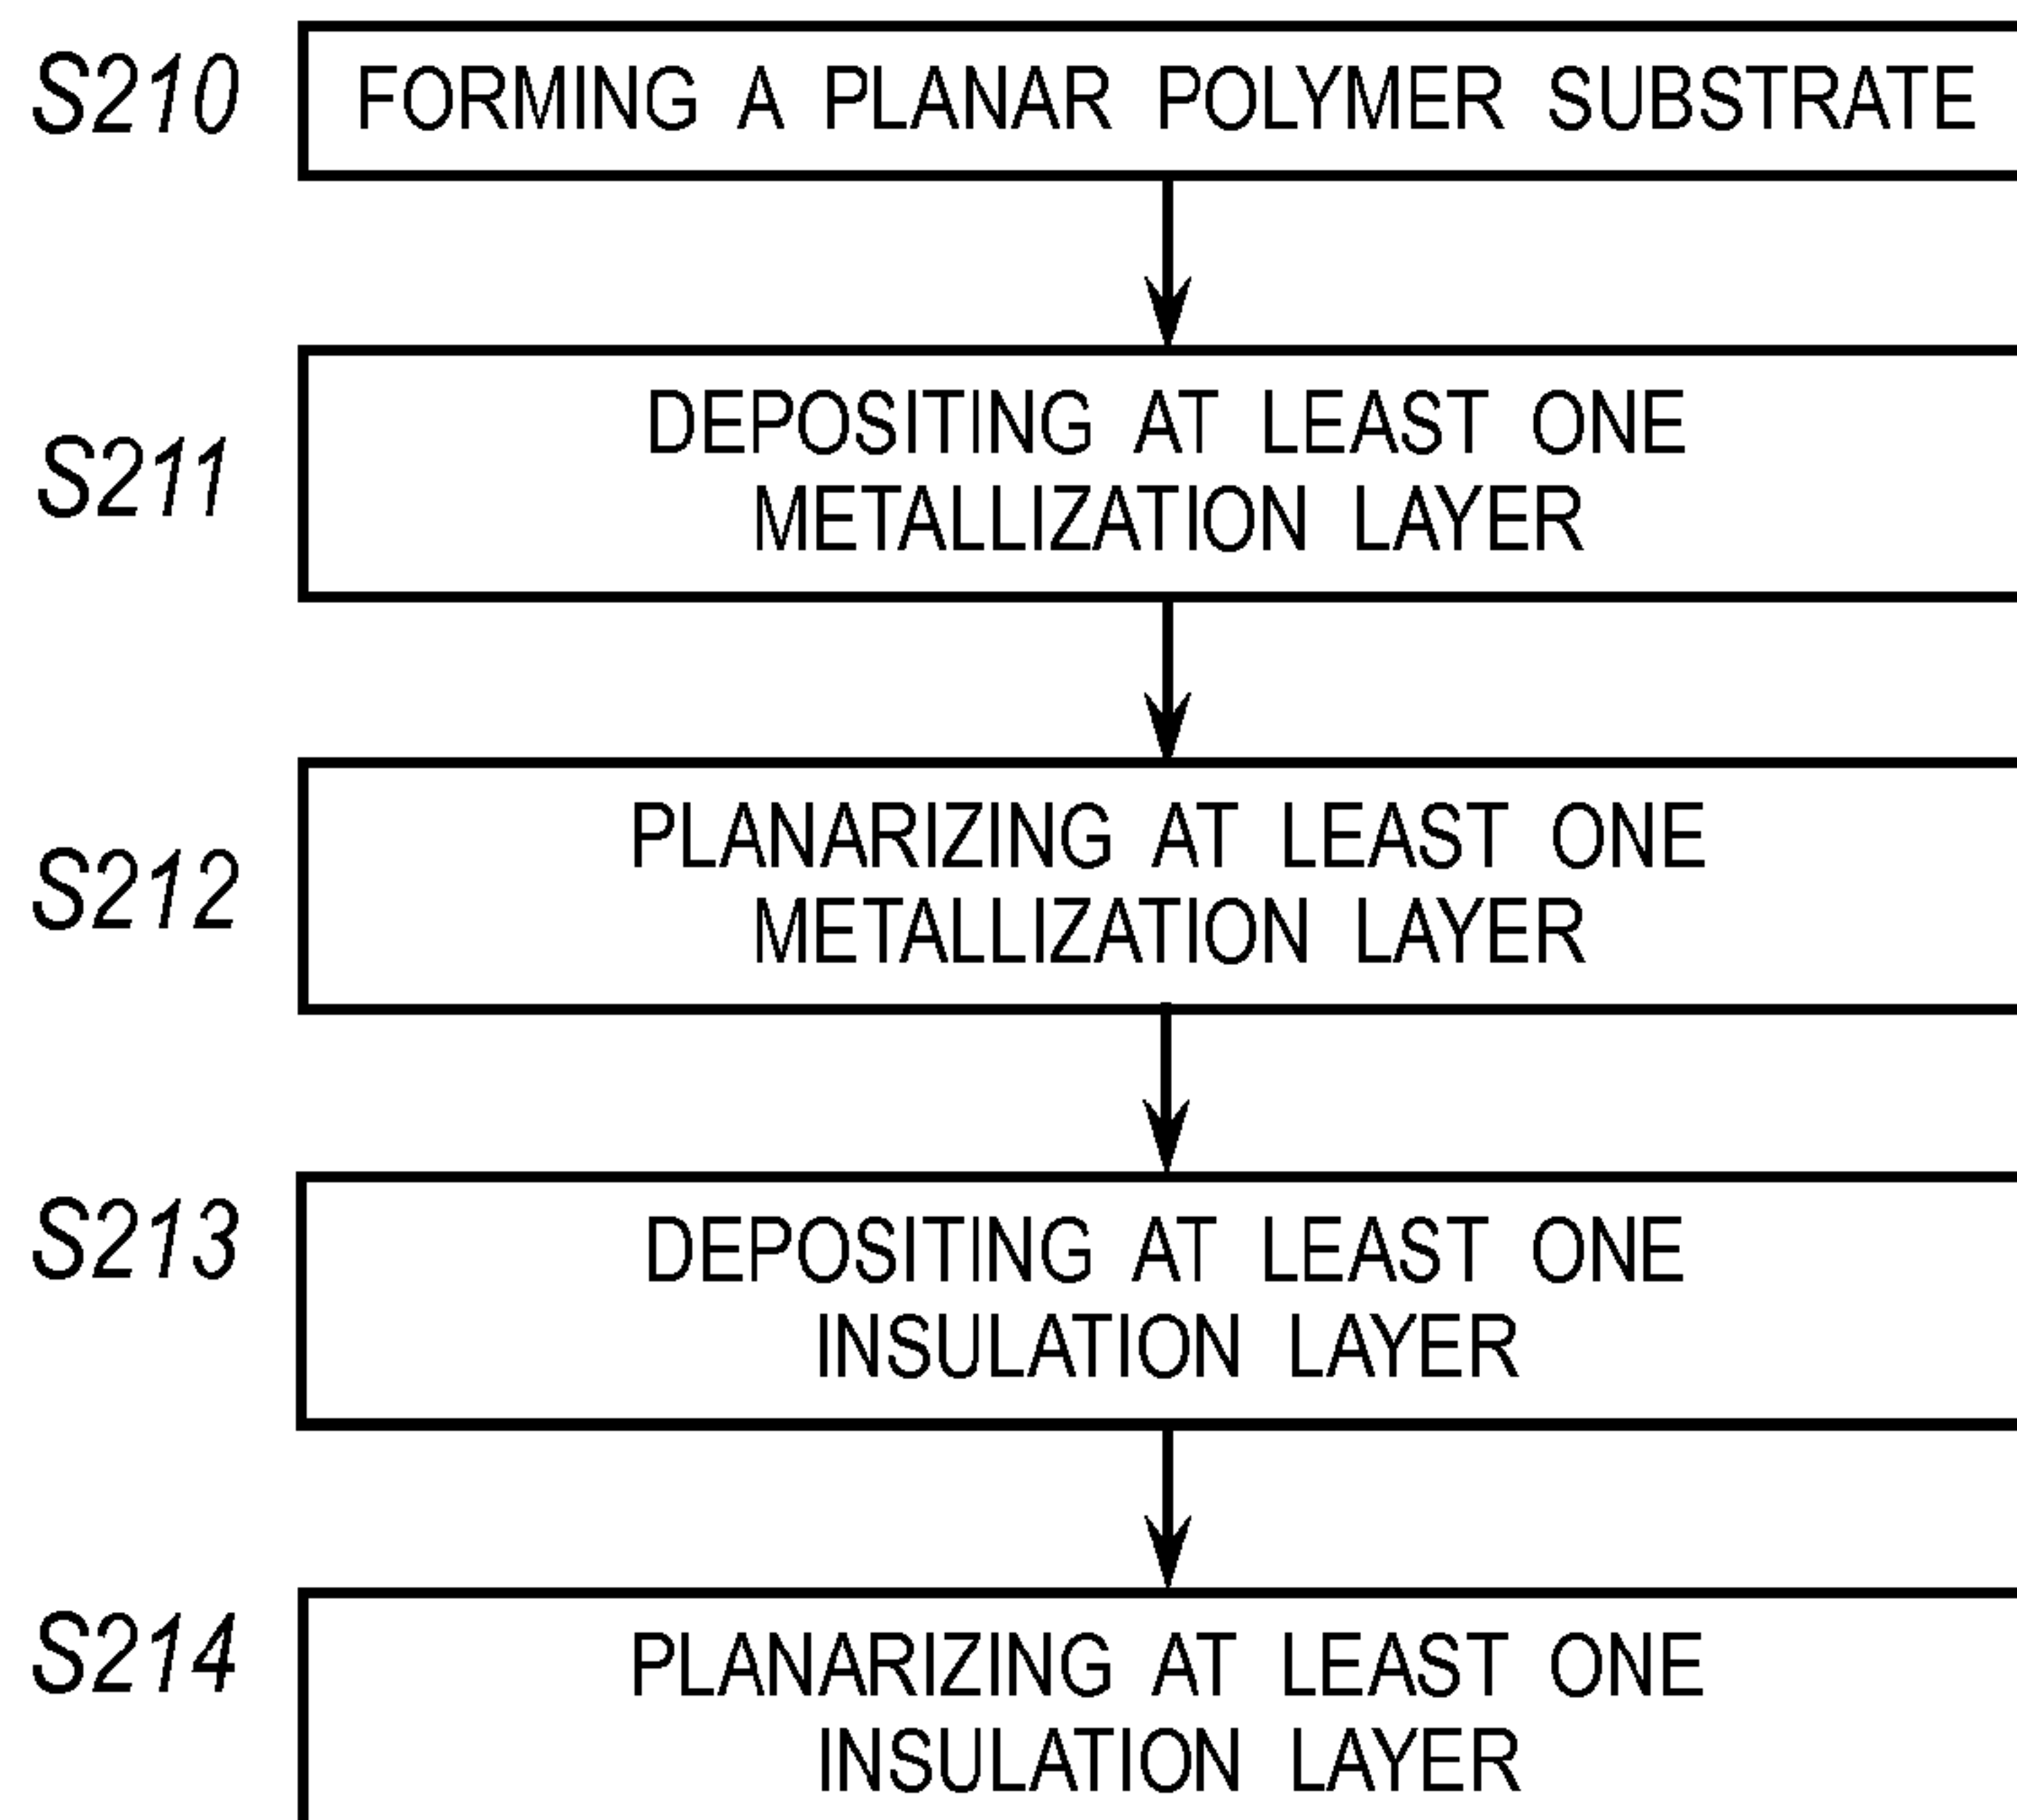 S210 FORMING A PLANAR POLYMER SUBSTRATE
DEPOSITING AT LEAST ONE
S211
METALLIZATION LAYER
PLANARIZING AT LEAST ONE
S212
METALLIZATION LAYER
S213
DEPOSITING AT LEAST ONE
INSULATION LAYER
S214
PLANARIZING AT LEAST ONE
INSULATION LAYER